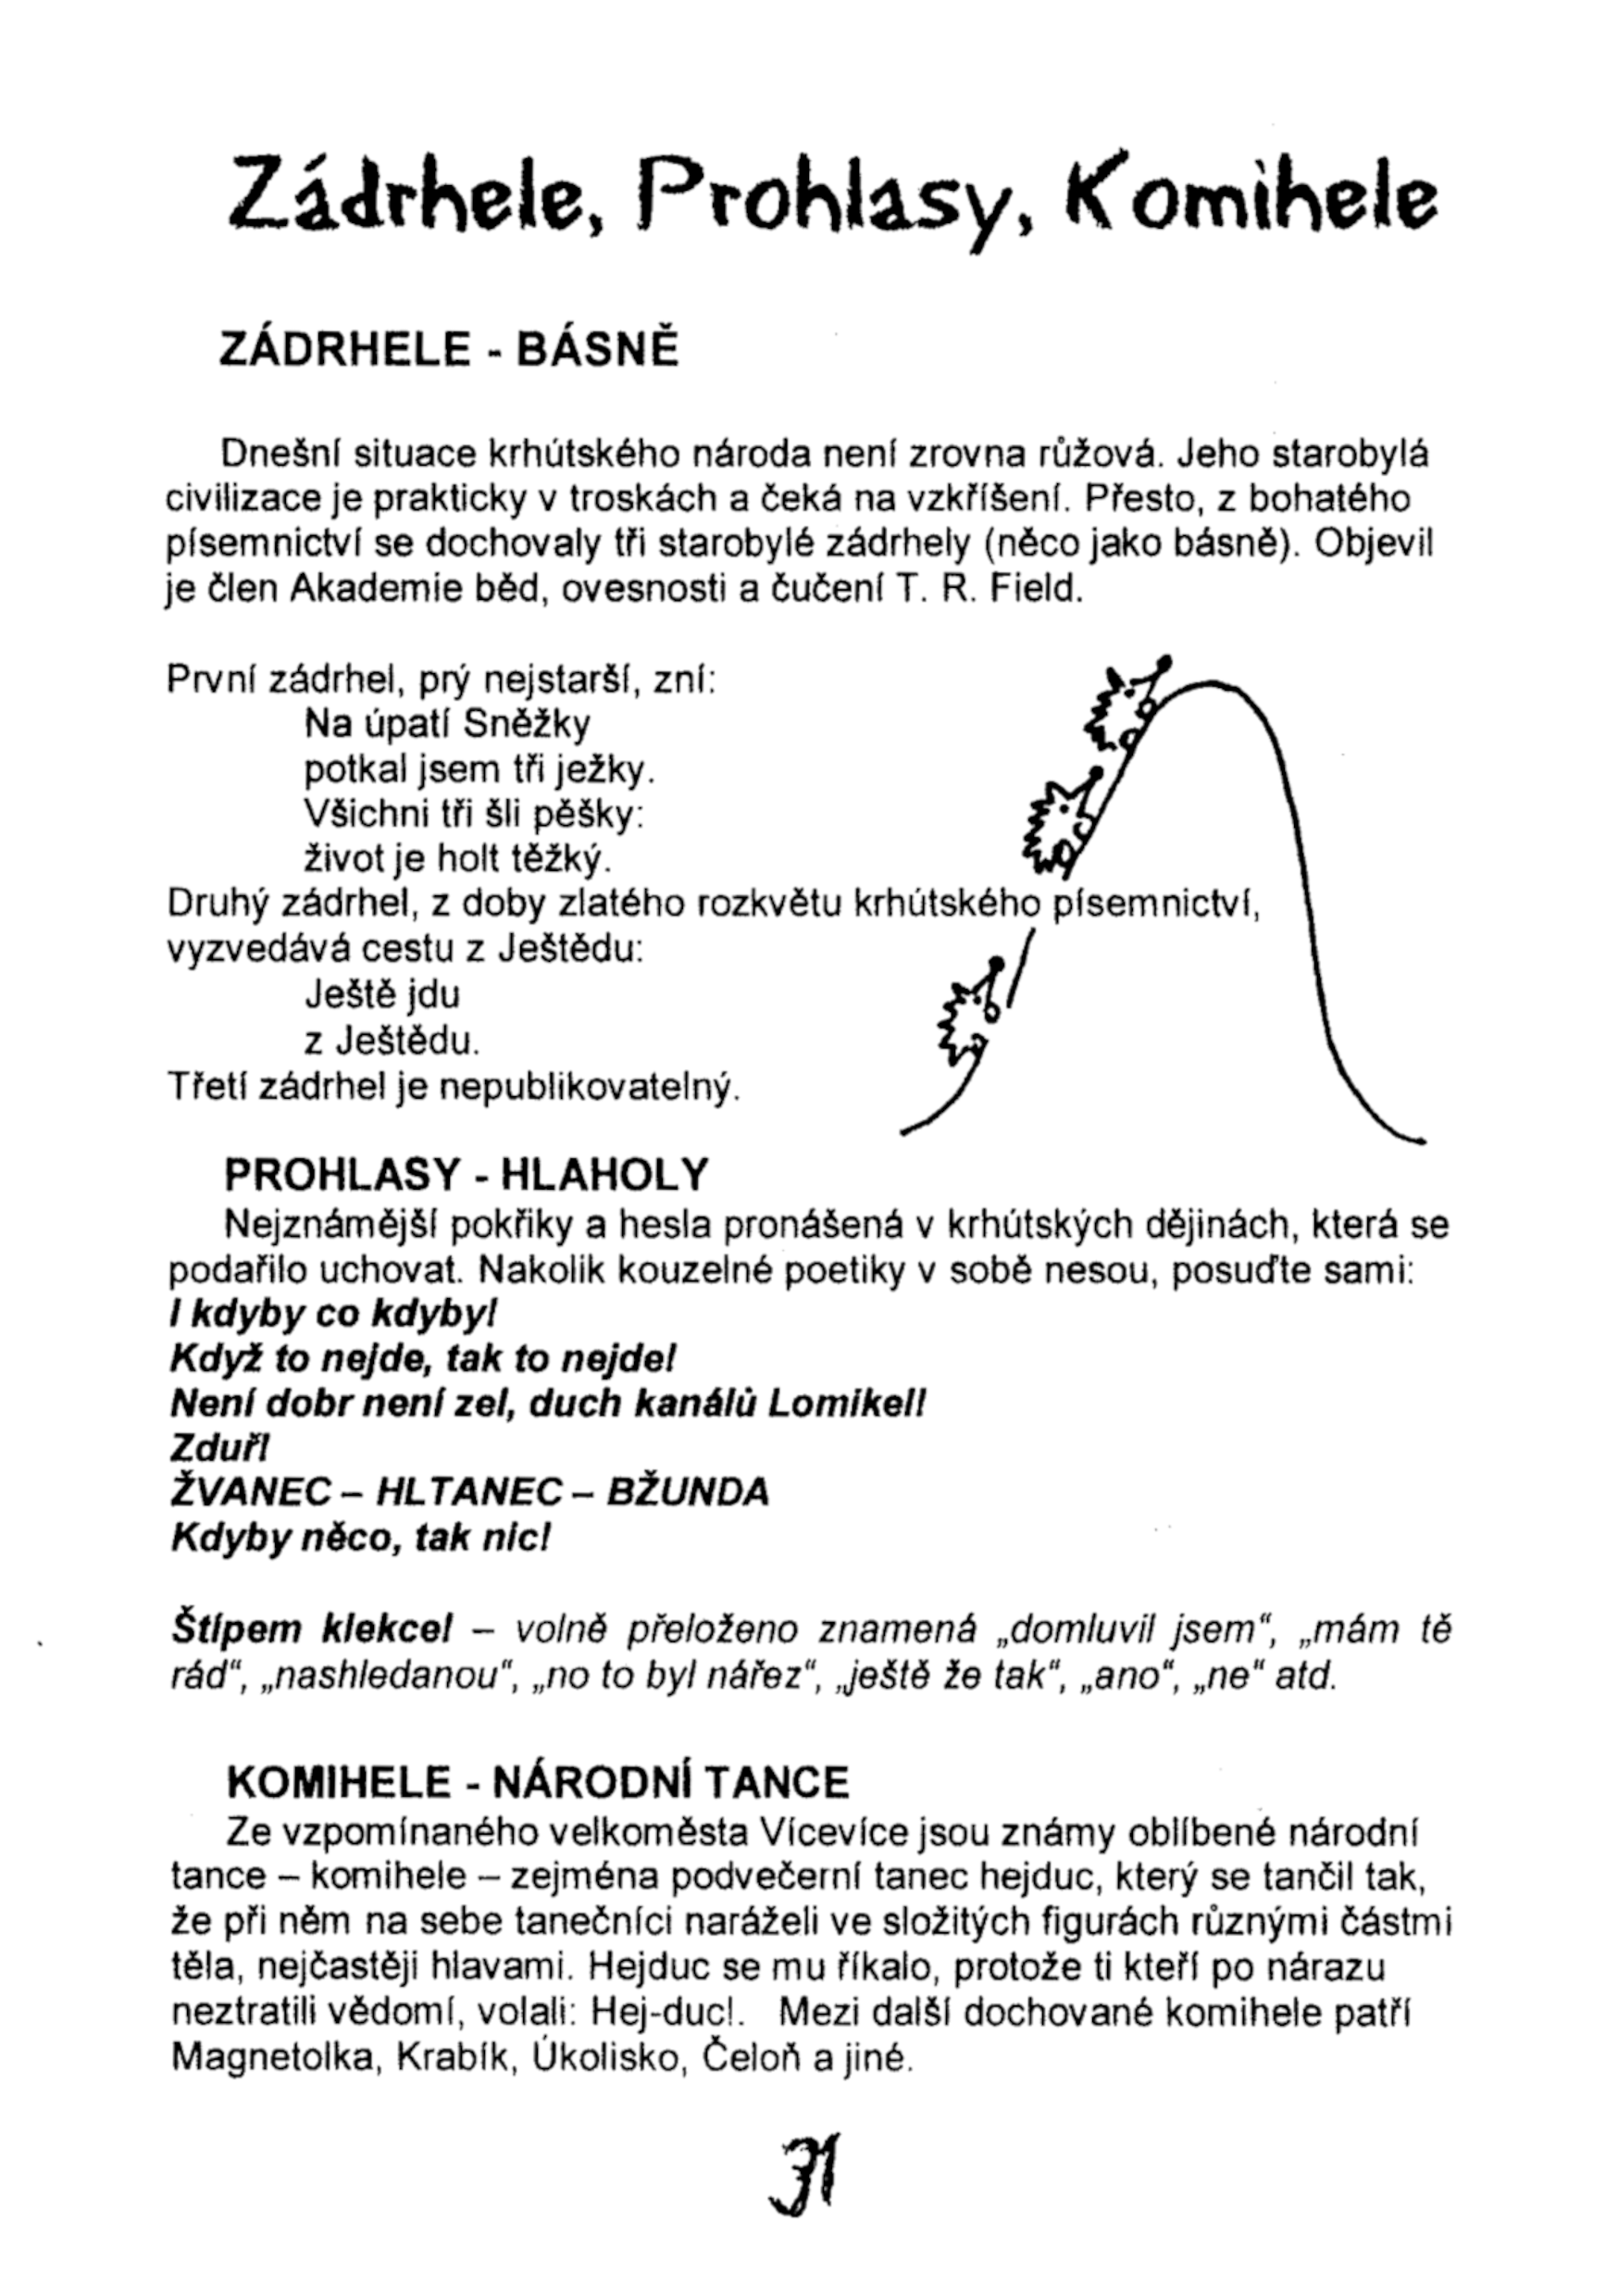 Zádrhele, Prohlasy, Komihele
ZÁDRHELE - BÁSNĚ
Dnešní situace krhútského národa není zrovna růžová. Jeho starobylá
civilizace je prakticky v troskách a čeká na vzkříšení. Přesto, z bohatého
písemnictví se dochovaly tři starobylé zádrhely (něco jako básně). Objevil
je člen Akademie běd, ovesnosti a čučení T. R. Field.
První zádrhel, prý nejstarší, zní:
Na úpatí Sněžky
potkal jsem tři ježky.
Všichni tři šli pěšky:
život je holt těžký.
Druhý zádrhel, z doby zlatého rozkvětu krhútského písemnictví,
vyzvedává cestu z Ještědu:
Ještě jdu
z Ještědu.
Třetí zádrhel je nepublikovatelný.
PROHLASY - HLAHOLY
Nejznámější pokřiky a hesla pronášená v krhútských dějinách, která se
podařilo uchovat. Nakolik kouzelné poetiky v sobě nesou, posuďte sami:
I kdyby co kdyby!
Když to nejde, tak to nejde!
Není dobr není zel, duch kanálů Lomikel!
Zduř!
ŽVANEC – HLTANEC – BŽUNDA
Kdyby něco, tak nic!
Štípem klekce! – volně přeloženo znamená „domluvil jsem“, „mám tě
rád“, „nashledanou“, „no to byl nářez“, „ještě že tak“, „ano“, „ne“ atd.
KOMIHELE - NÁRODNÍ TANCE
Ze vzpomínaného velkoměsta Vícevíce jsou známy oblíbené národní
tance – komihele – zejména podvečerní tanec hejduc, který se tančil tak,
že při něm na sebe tanečníci naráželi ve složitých figurách různými částmi
těla, nejčastěji hlavami. Hejduc se mu říkalo, protože ti kteří po nárazu
neztratili vědomí, volali: Hej-duc!. Mezi další dochované komihele patří
Magnetolka, Krabík, Úkolisko, Čeloň a jiné.
31